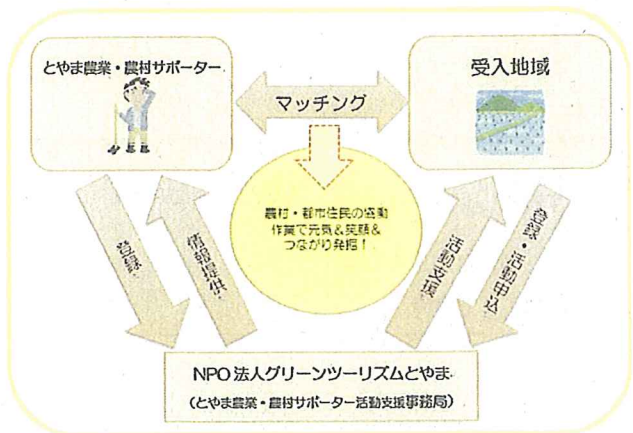 とやま農業・農村サポーター
受入地域
マッチング
農村・都市住民の協働
作業で元気&笑顔&
つながり発掘！
登録
情報提供
活動支援
登録・活動申込
NPO法人グリーンツーリズムとやま
（とやま農業・農村サポーター活動支援事務局）